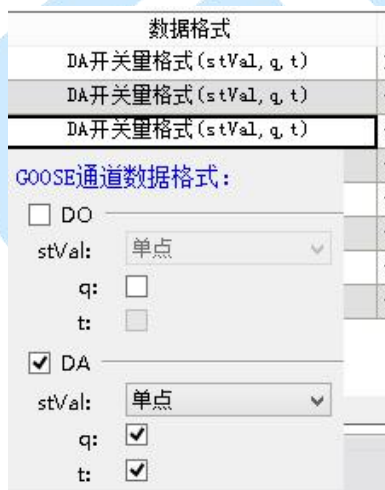 数据格式
DA开关量格式(stVal,q,t)
DA开关量格式(stVal,q,t)
DA开关量格式(stVal,q,t)
GOOSE通道数据格式：
DO
stVal: 单点
q:
t:
DA
stVal: 单点
q:
t: